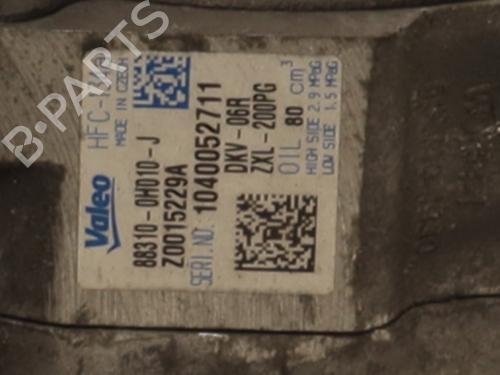 Valeo
HFC-134a
MADE IN CZECH
88310-0H010-J
Z0015229A
SERI.NO. 1040052711
DKV-06R
ZXL-200PG
OIL 80 cm³
HIGH SIDE 2.9 MPaG
LOW SIDE 1.5 MPaG
B-PARTS